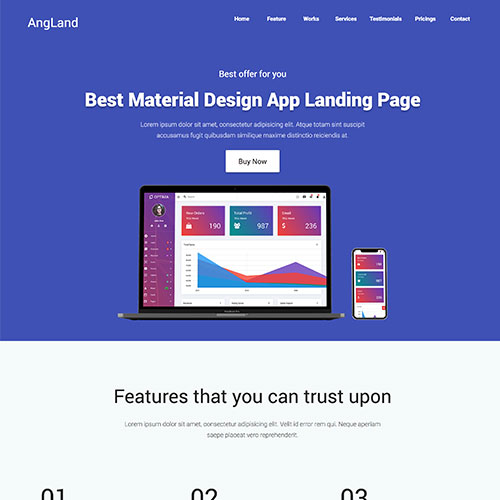 AngLand
Home Feature Works Services Testimonials Pricings Contact
Best offer for you
Best Material Design App Landing Page
Lorem ipsum dolor sit amet, consectetur adipisicing elit. Autque totam sint suscipit
accusamus fugit quibusdam similique maxime distinctio reiciendis at.
Buy Now
OPTIMA
New Orders
190
Total Profit
987
Email
$ 236
190
987
236
Features that you can trust upon
Lorem ipsum dolor sit amet, consectetur adipisicing elit. Velit id error rem qui. Neque aperiam
saepe placeat vero reprehenderit.
01 02 03